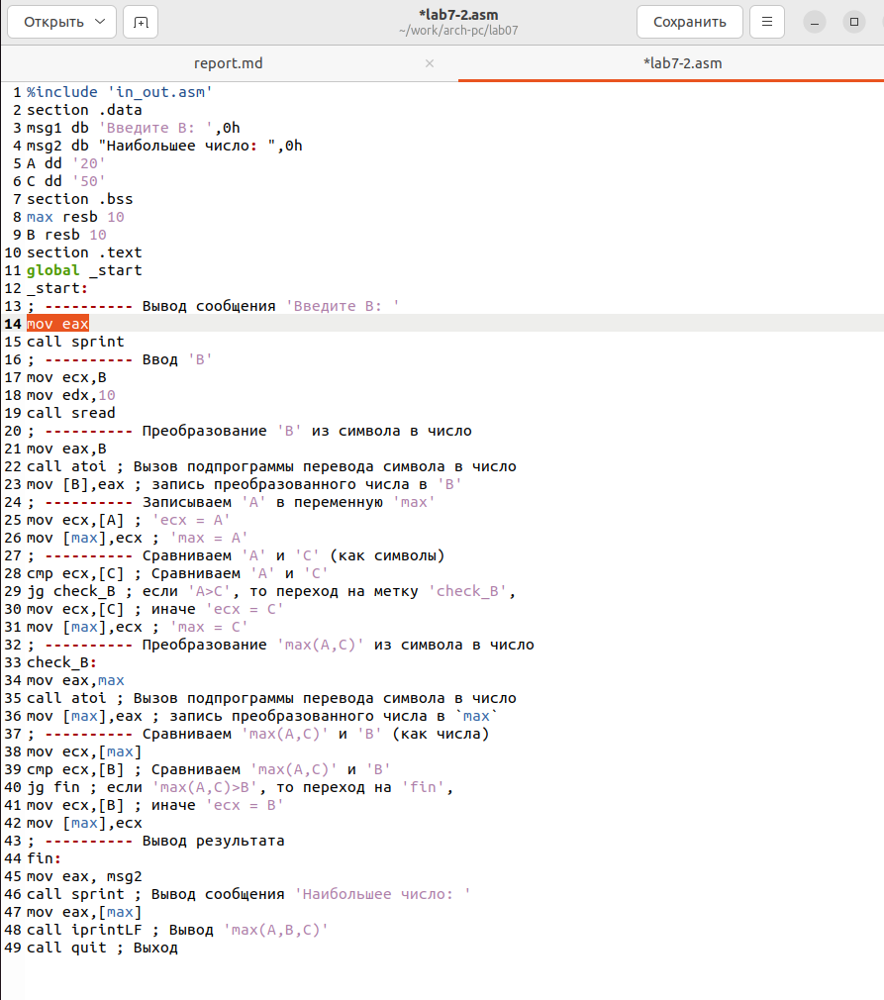 Открыть
*lab7-2.asm
~/work/arch-pc/lab07
Сохранить
report.md
*lab7-2.asm
1 %include 'in_out.asm'
2 section .data
3 msg1 db 'Введите B: ',0h
4 msg2 db "Наибольшее число: ",0h
5 A dd '20'
6 C dd '50'
7 section .bss
8 max resb 10
9 B resb 10
10 section .text
11 global _start
12 _start:
13 ; ---------- Вывод сообщения 'Введите B: '
14 mov eax
15 call sprint
16 ; ---------- Ввод 'B'
17 mov ecx,B
18 mov edx,10
19 call sread
20 ; ---------- Преобразование 'B' из символа в число
21 mov eax,B
22 call atoi ; Вызов подпрограммы перевода символа в число
23 mov [B],eax ; запись преобразованного числа в 'B'
24 ; ---------- Записываем 'A' в переменную 'max'
25 mov ecx,[A] ; 'ecx = A'
26 mov [max],ecx ; 'max = A'
27 ; ---------- Сравниваем 'A' и 'С' (как символы)
28 cmp ecx,[C] ; Сравниваем 'A' и 'С'
29 jg check_B ; если 'A>C', то переход на метку 'check_B',
30 mov ecx,[C] ; иначе 'ecx = C'
31 mov [max],ecx ; 'max = C'
32 ; ---------- Преобразование 'max(A,C)' из символа в число
33 check_B:
34 mov eax,max
35 call atoi ; Вызов подпрограммы перевода символа в число
36 mov [max],eax ; запись преобразованного числа в `max`
37 ; ---------- Сравниваем 'max(A,C)' и 'B' (как числа)
38 mov ecx,[max]
39 cmp ecx,[B] ; Сравниваем 'max(A,C)' и 'B'
40 jg fin ; если 'max(A,C)>B', то переход на 'fin',
41 mov ecx,[B] ; иначе 'ecx = B'
42 mov [max],ecx
43 ; ---------- Вывод результата
44 fin:
45 mov eax, msg2
46 call sprint ; Вывод сообщения 'Наибольшее число: '
47 mov eax,[max]
48 call iprintLF ; Вывод 'max(A,B,C)'
49 call quit ; Выход